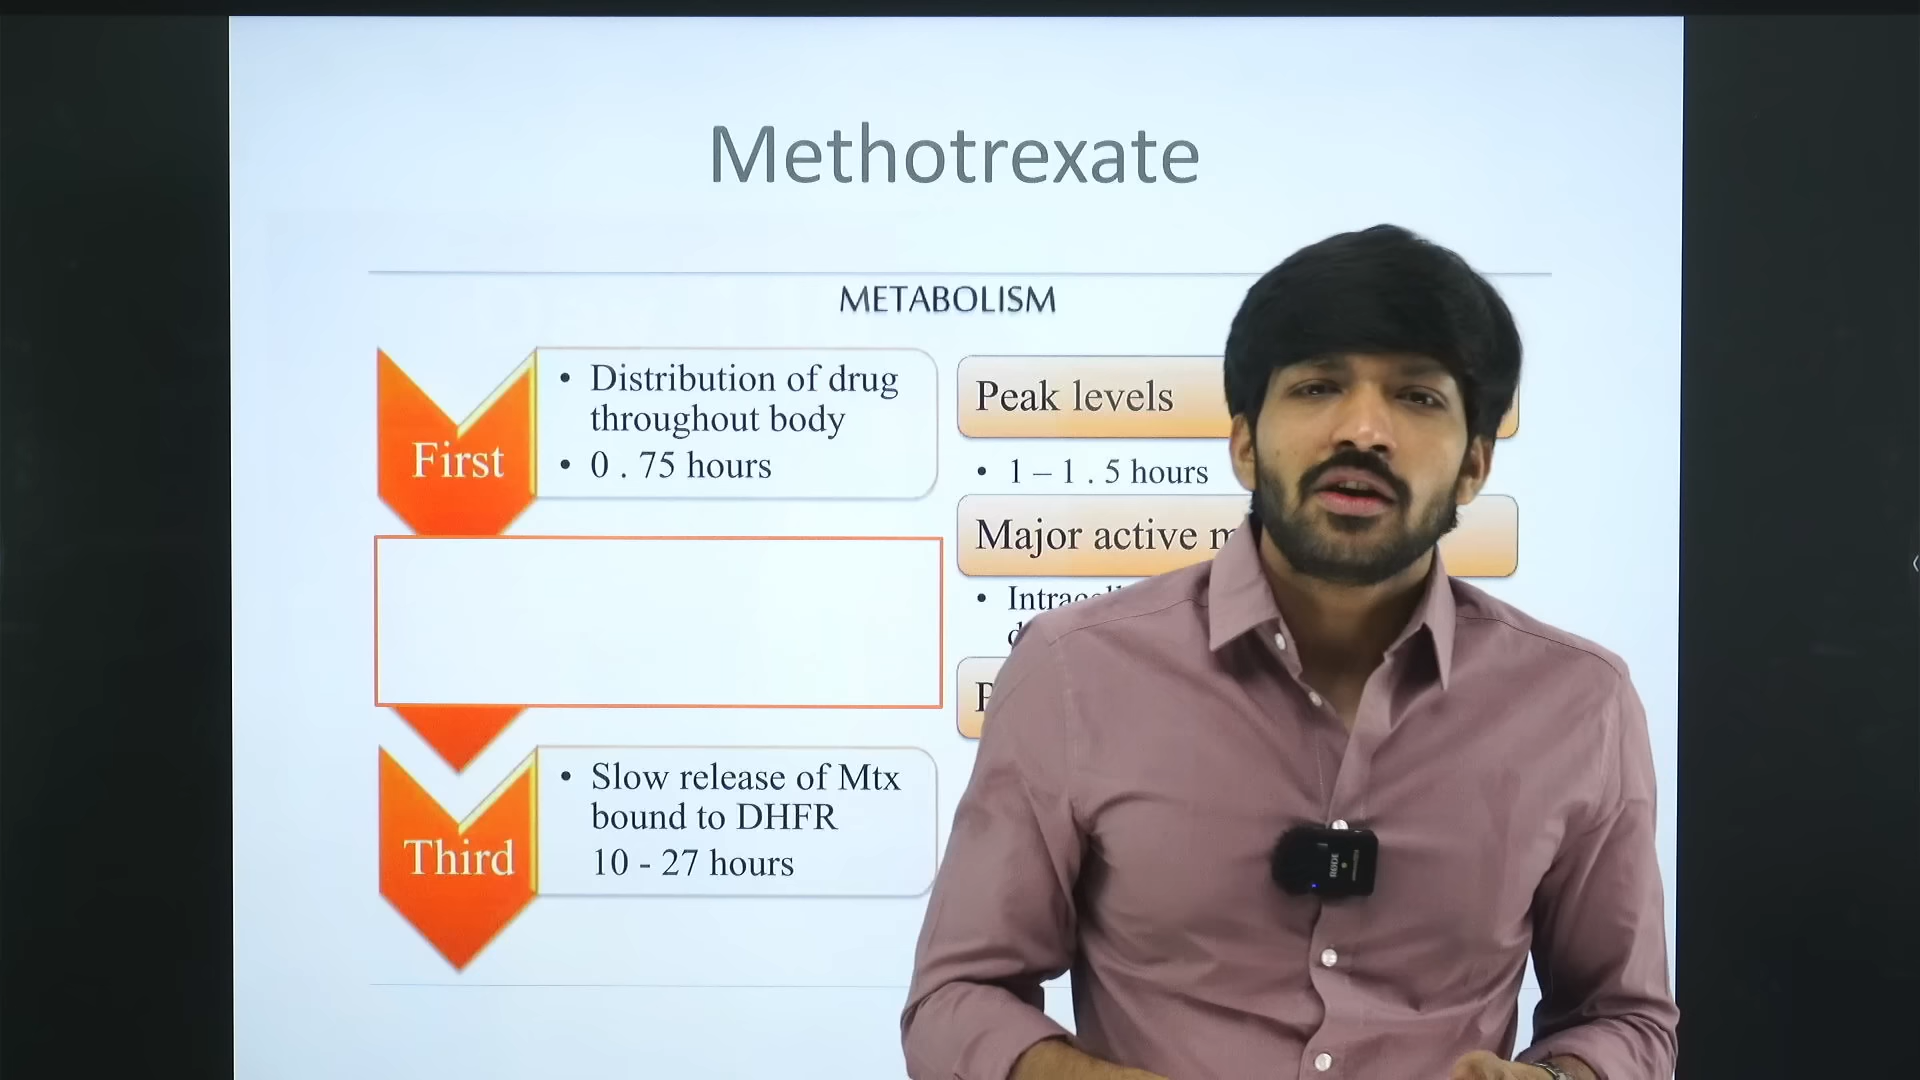 Methotrexate
METABOLISM
First
• Distribution of drug
throughout body
• 0 . 75 hours
Third
• Slow release of Mtx
bound to DHFR
10 - 27 hours
Peak levels
• 1 – 1 . 5 hours
Major active
RØDE